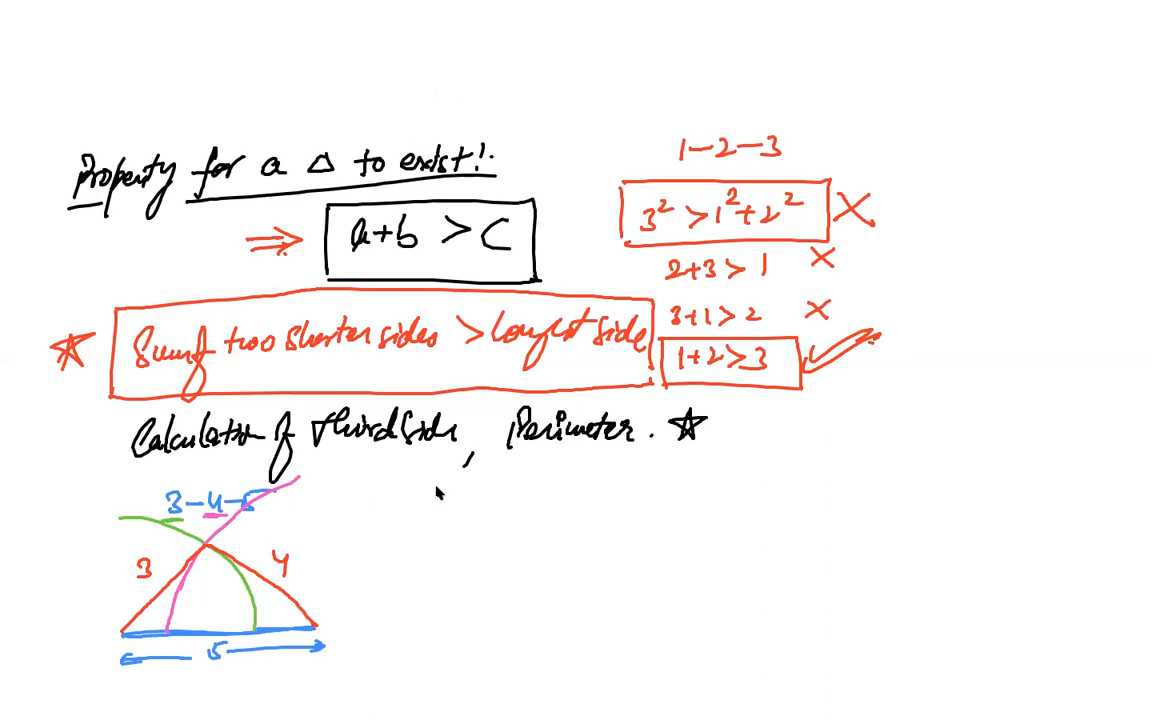 Property for a △ to exist!.
⇒ a+b > C
☆ Sum of two shorter sides > longest side
Calculation of third side, Perimeter. ☆
1-2-3
3² > 1² + 2² ×
2+3 > 1 ×
3+1 > 2 ×
1+2 > 3 ✓
3-4-5
3
4
5